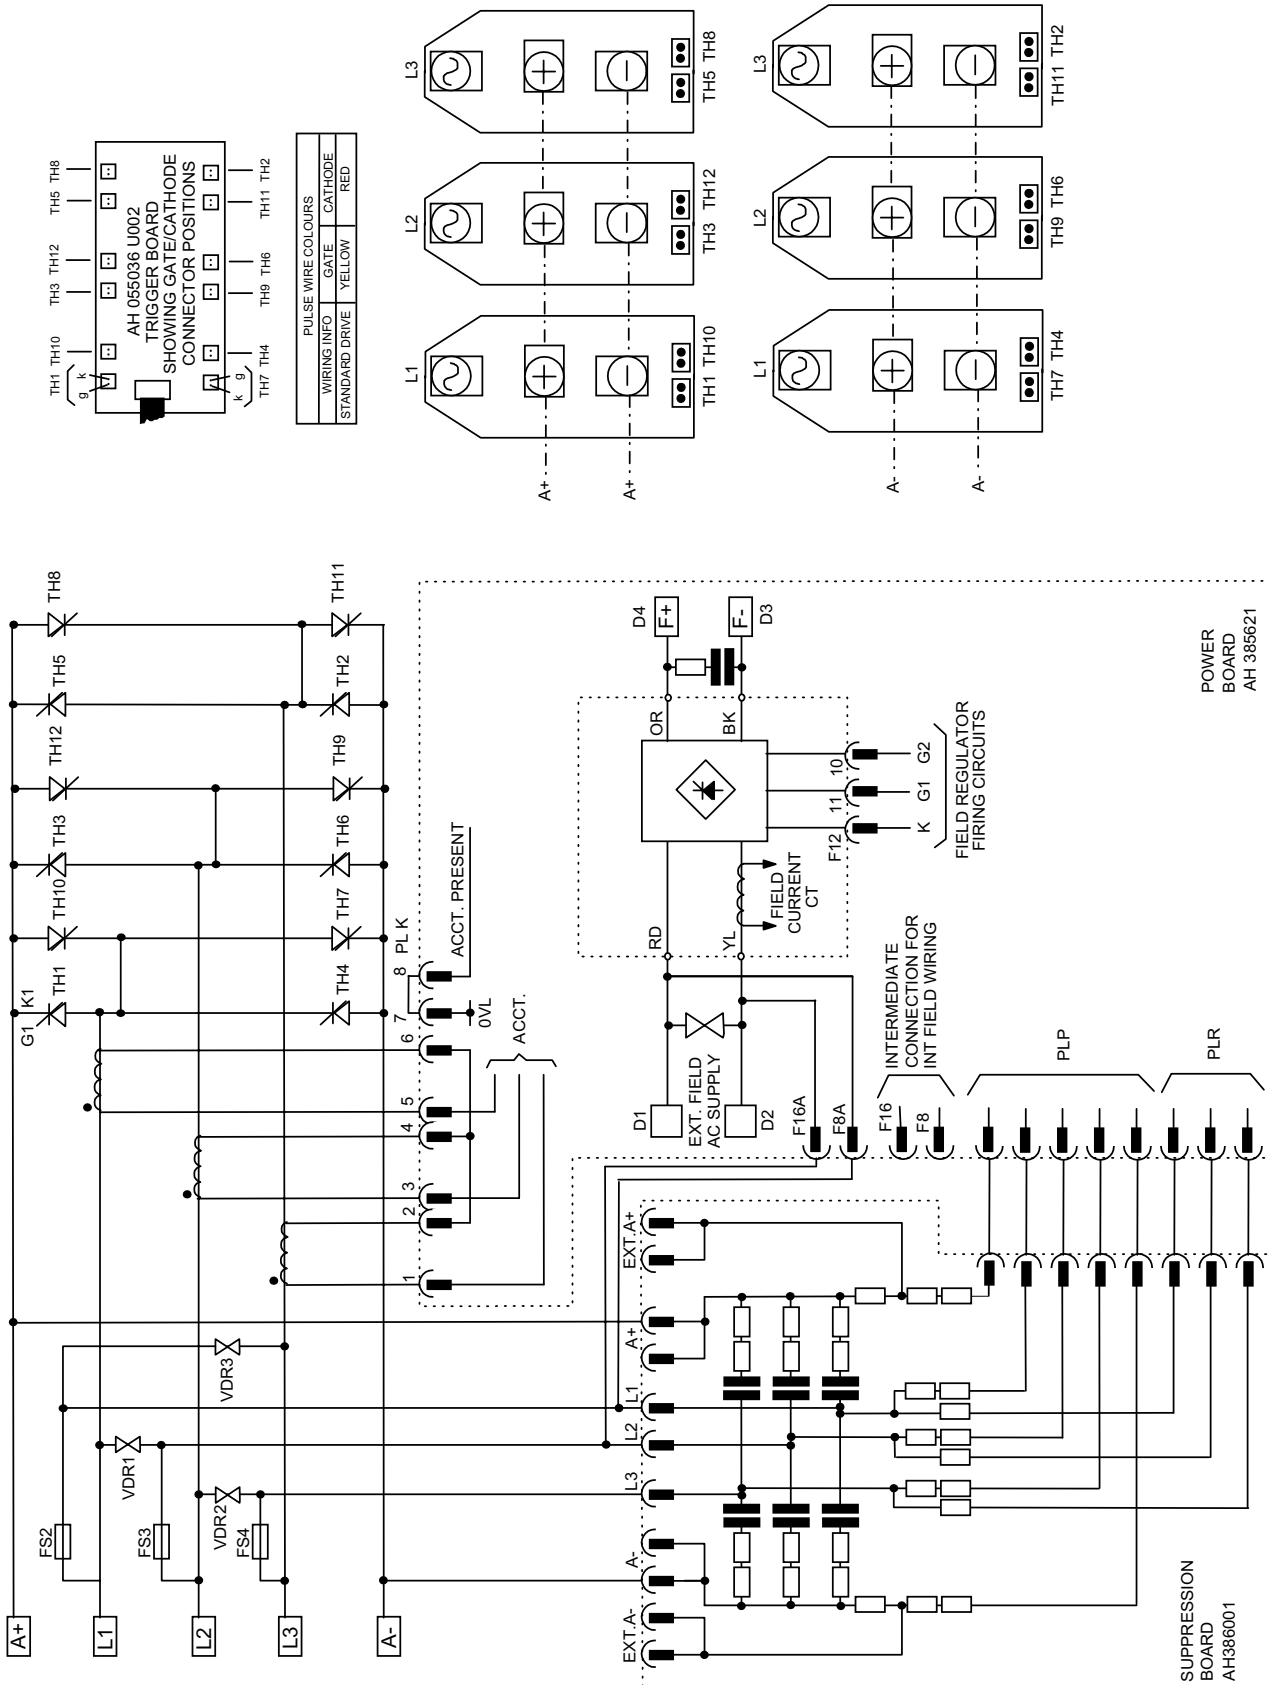 TH1
TH10
TH3
TH12
TH5
TH8
g
k
AH 055036 U002
TRIGGER BOARD
SHOWING GATE/CATHODE
CONNECTOR POSITIONS
k
g
TH7
TH4
TH9
TH6
TH11
TH2
PULSE WIRE COLOURS
WIRING INFO
GATE
CATHODE
STANDARD DRIVE
YELLOW
RED
L1
L2
L3
TH1
TH10
TH3
TH12
TH5
TH8
A+
A+
L1
L2
L3
TH7
TH4
TH9
TH6
TH11
TH2
A-
A-
A+
L1
L2
L3
A-
FS2
FS3
FS4
VDR1
VDR2
VDR3
G1
K1
TH1
TH10
TH3
TH12
TH5
TH8
TH4
TH7
TH6
TH9
TH2
TH11
1
2
3
4
5
6
7
8
PL K
0VL
ACCT. PRESENT
ACCT.
D1
D2
EXT. FIELD
AC SUPPLY
RD
YL
OR
BK
FIELD
CURRENT
CT
D4
F+
F-
D3
F12
11
10
K
G1
G2
FIELD REGULATOR
FIRING CIRCUITS
POWER
BOARD
AH 385621
F16A
F8A
F16
F8
INTERMEDIATE
CONNECTION FOR
INT FIELD WIRING
PLP
PLR
EXT.A-
A-
L3
L2
L1
A+
EXT.A+
SUPPRESSION
BOARD
AH386001